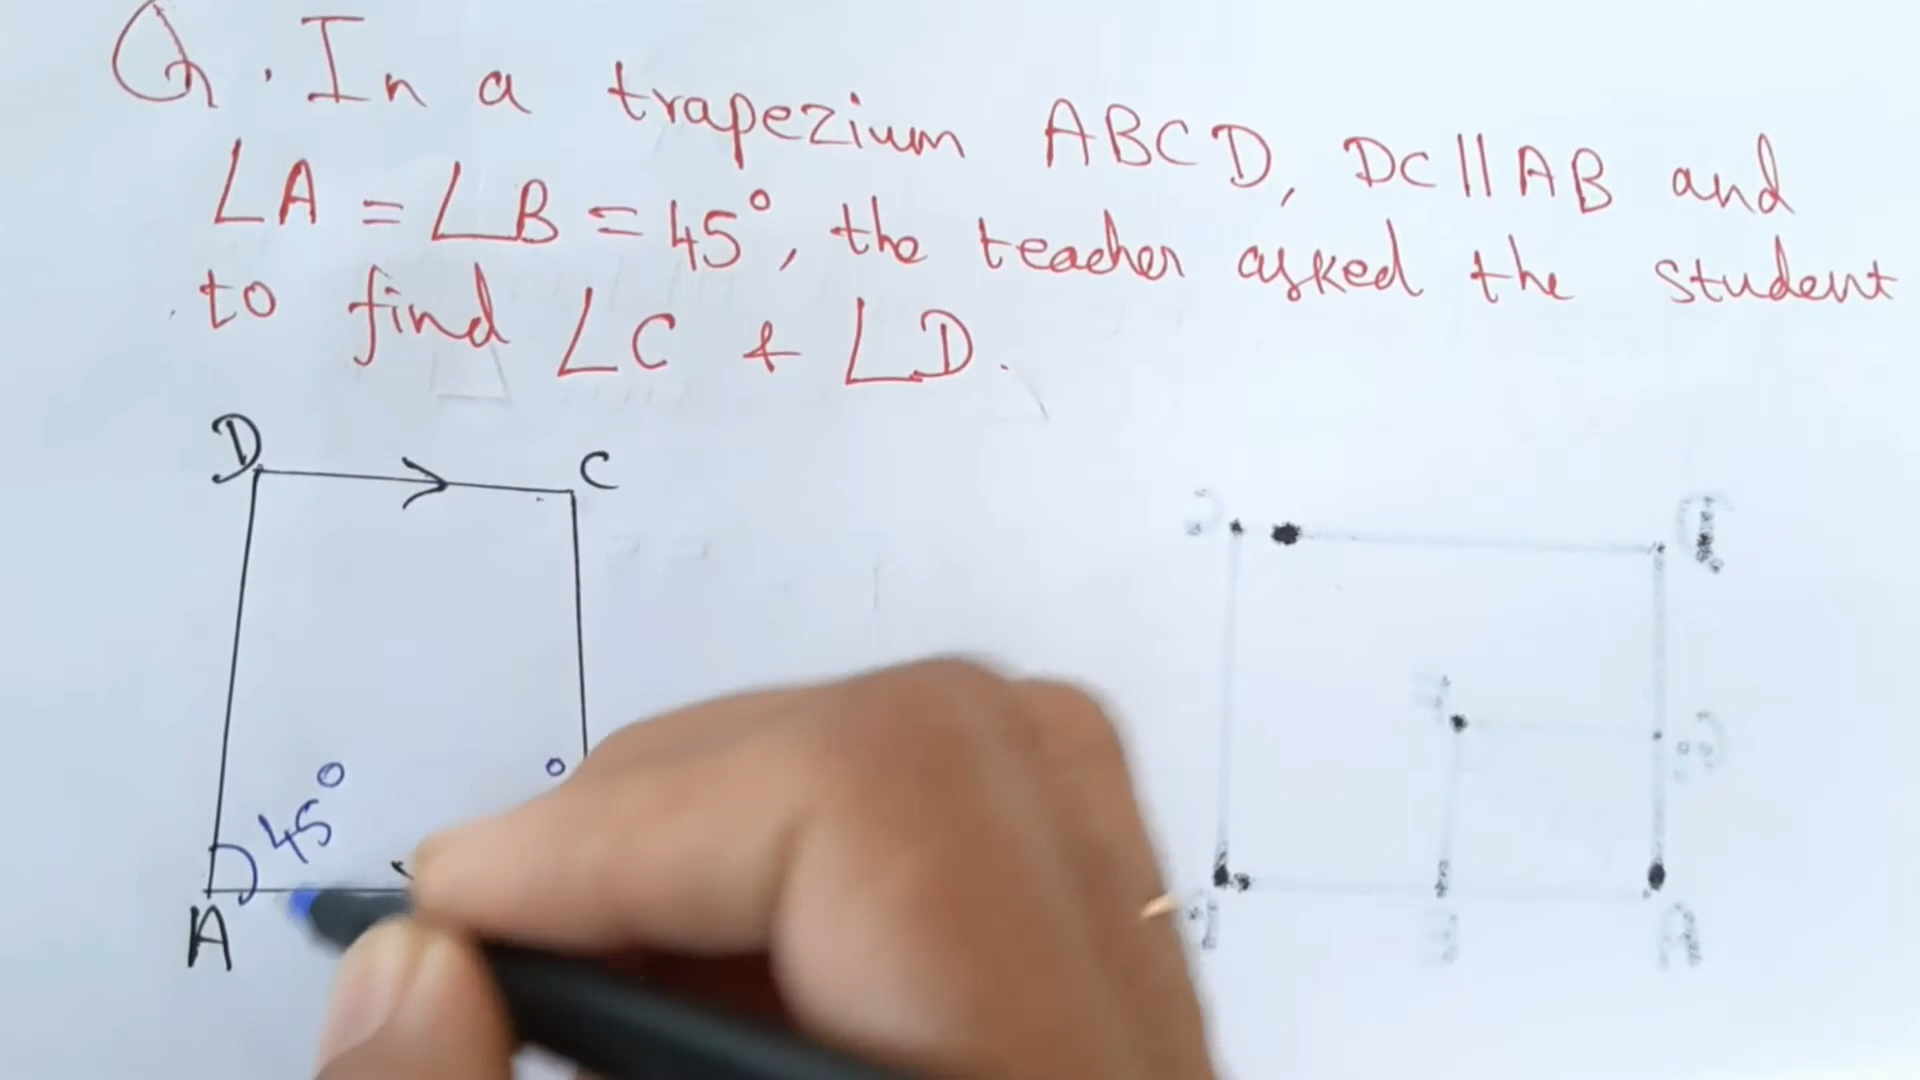 Q. In a trapezium ABCD, DC || AB and
∠A = ∠B = 45°, the teacher asked the student
to find ∠C & ∠D.
D
C
45°
A